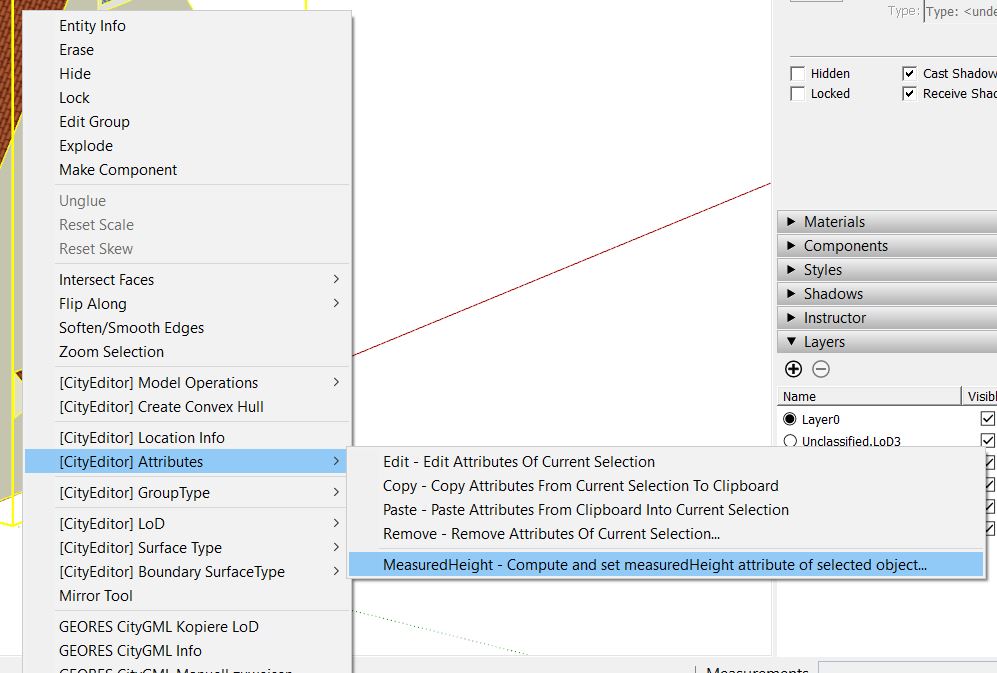 Entity Info
Erase
Hide
Lock
Edit Group
Explode
Make Component
Unglue
Reset Scale
Reset Skew
Intersect Faces
Flip Along
Soften/Smooth Edges
Zoom Selection
[CityEditor] Model Operations
[CityEditor] Create Convex Hull
[CityEditor] Location Info
[CityEditor] Attributes
[CityEditor] GroupType
[CityEditor] LoD
[CityEditor] Surface Type
[CityEditor] Boundary SurfaceType
Mirror Tool
GEORES CityGML Kopiere LoD
GEORES CityGML Info
GEORES CityGML Manuell
Edit - Edit Attributes Of Current Selection
Copy - Copy Attributes From Current Selection To Clipboard
Paste - Paste Attributes From Clipboard Into Current Selection
Remove - Remove Attributes Of Current Selection...
MeasuredHeight - Compute and set measuredHeight attribute of selected object...
Type: Type: <unde
Hidden Cast Shadow
Locked Receive Shad
Materials
Components
Styles
Shadows
Instructor
Layers
Name Visibl
Layer0
Unclassified.LoD3
Measurements